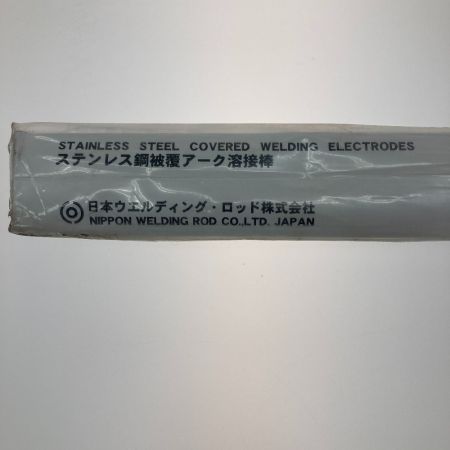 STAINLESS STEEL COVERED WELDING ELECTRODES
ステンレス鋼被覆アーク溶接棒
日本ウエルディング・ロッド株式会社
NIPPON WELDING ROD CO.,LTD. JAPAN